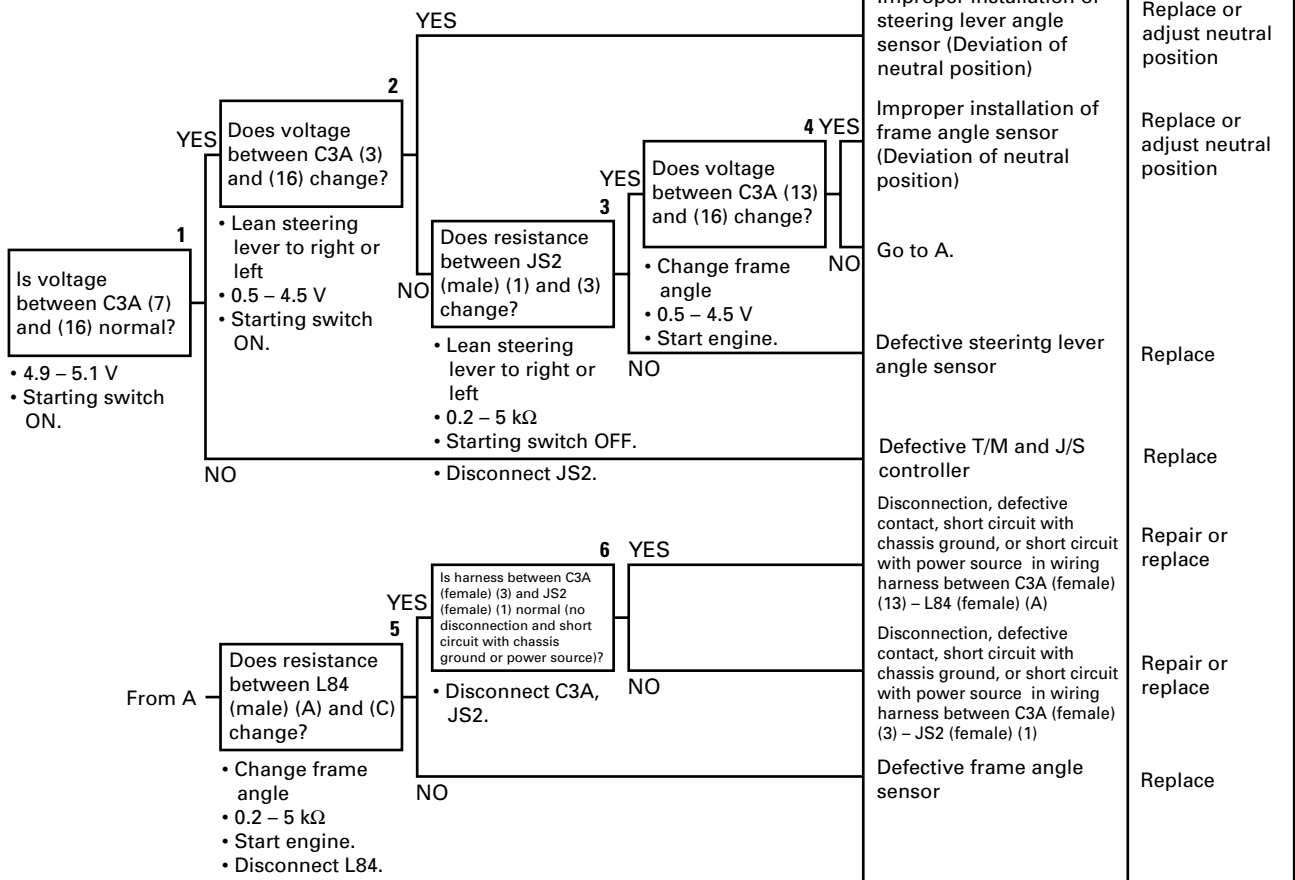 YES
2
YES
Does voltage
between C3A (3)
and (16) change?
• Lean steering
lever to right or
left
• 0.5 – 4.5 V
• Starting switch
ON.
1
Is voltage
between C3A (7)
and (16) normal?
• 4.9 – 5.1 V
• Starting switch
ON.
NO
3
Does resistance
between JS2
(male) (1) and (3)
change?
• Lean steering
lever to right or
left
• 0.2 – 5 kΩ
• Starting switch OFF.
• Disconnect JS2.
YES
4 YES
Does voltage
between C3A (13)
and (16) change?
• Change frame
angle
• 0.5 – 4.5 V
• Start engine.
NO
NO
NO
Improper installation of
steering lever angle
sensor (Deviation of
neutral position)
Replace or
adjust neutral
position
Improper installation of
frame angle sensor
(Deviation of neutral
position)
Replace or
adjust neutral
position
Go to A.
Defective steerintg lever
angle sensor
Replace
Defective T/M and J/S
controller
Replace
From A
5
YES
Does resistance
between L84
(male) (A) and (C)
change?
• Change frame
angle
• 0.2 – 5 kΩ
• Start engine.
• Disconnect L84.
6 YES
Is harness between C3A
(female) (3) and JS2
(female) (1) normal (no
disconnection and short
circuit with chassis
ground or power source)?
• Disconnect C3A,
JS2.
NO
NO
Disconnection, defective
contact, short circuit with
chassis ground, or short circuit
with power source in wiring
harness between C3A (female)
(13) – L84 (female) (A)
Repair or
replace
Disconnection, defective
contact, short circuit with
chassis ground, or short circuit
with power source in wiring
harness between C3A (female)
(3) – JS2 (female) (1)
Repair or
replace
Defective frame angle
sensor
Replace